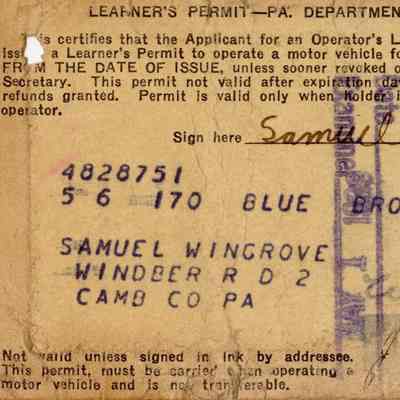 LEARNER'S PERMIT—PA. DEPARTMEN
This certifies that the Applicant for an Operator's L
issued a Learner's Permit to operate a motor vehicle fo
FROM THE DATE OF ISSUE, unless sooner revoked o
Secretary. This permit not valid after expiration da
refunds granted. Permit is valid only when holder i
operator.
Sign here Samuel
4828751
5 6 170 BLUE BRO
SAMUEL WINGROVE
WINDBER R D 2
CAMB CO PA
Not valid unless signed in ink by addressee.
This permit, must be carried when operating a
motor vehicle and is not transferable.